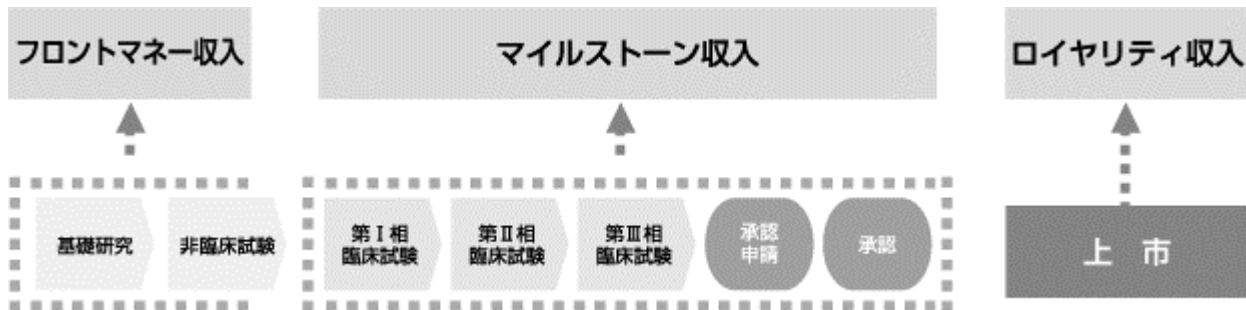 フロントマネー収入
マイルストーン収入
ロイヤリティ収入
基礎研究
非臨床試験
第Ⅰ相
臨床試験
第Ⅱ相
臨床試験
第Ⅲ相
臨床試験
承認
申請
承認
上 市